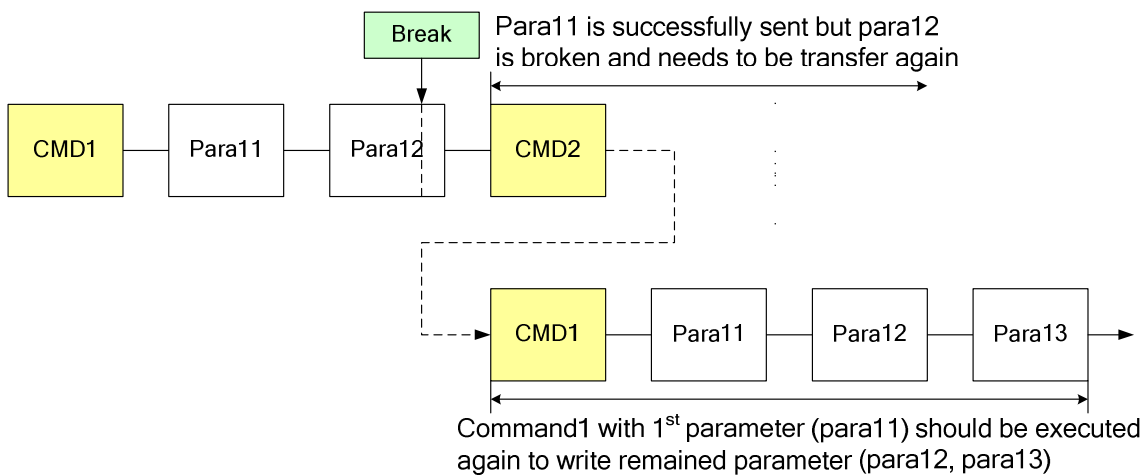 Break
Para11 is successfully sent but para12
is broken and needs to be transfer again
CMD1
Para11
Para12
CMD2
CMD1
Para11
Para12
Para13
Command1 with 1st parameter (para11) should be executed
again to write remained parameter (para12, para13)